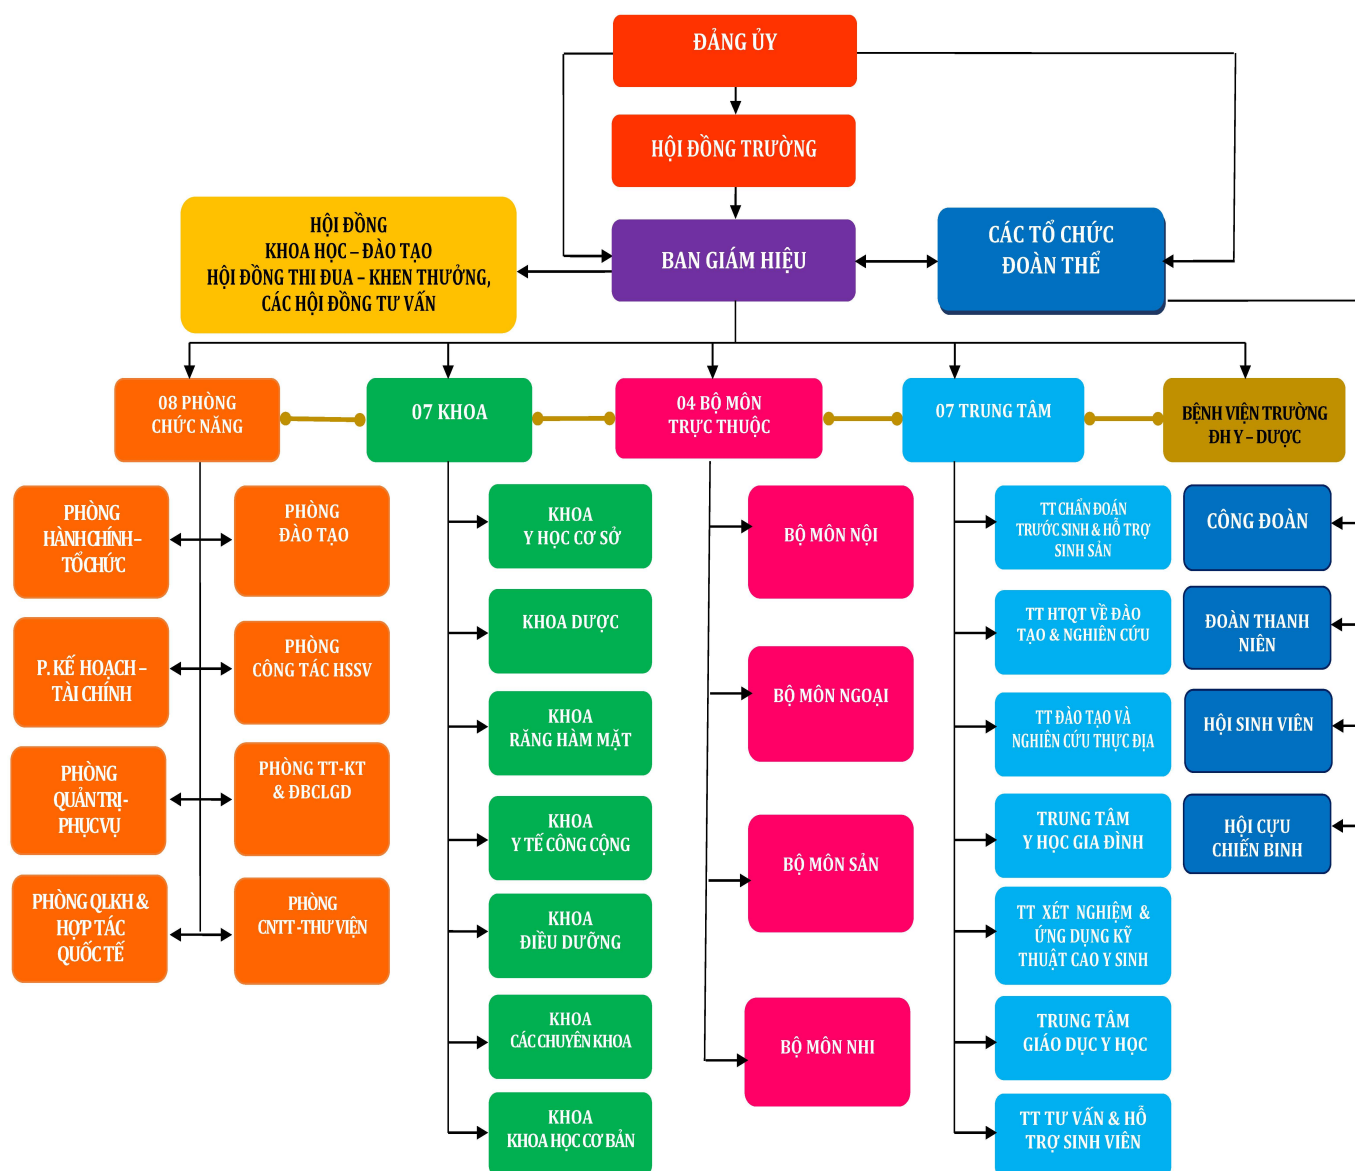 ĐẢNG ỦY
HỘI ĐỒNG TRƯỜNG
HỘI ĐỒNG
KHOA HỌC – ĐÀO TẠO
HỘI ĐỒNG THI ĐUA – KHEN THƯỞNG,
CÁC HỘI ĐỒNG TƯ VẤN
BAN GIÁM HIỆU
CÁC TỔ CHỨC
ĐOÀN THỂ
08 PHÒNG
CHỨC NĂNG
07 KHOA
04 BỘ MÔN
TRỰC THUỘC
07 TRUNG TÂM
BỆNH VIỆN TRƯỜNG
ĐH Y – DƯỢC
PHÒNG
HÀNH CHÍNH –
TỔ CHỨC
PHÒNG
ĐÀO TẠO
P. KẾ HOẠCH –
TÀI CHÍNH
PHÒNG
CÔNG TÁC HSSV
PHÒNG
QUẢN TRỊ -
PHỤC VỤ
PHÒNG TT-KT
& ĐBCLGD
PHÒNG QLKH &
HỢP TÁC
QUỐC TẾ
PHÒNG
CNTT -THƯ VIỆN
KHOA
Y HỌC CƠ SỞ
KHOA DƯỢC
KHOA
RĂNG HÀM MẶT
KHOA
Y TẾ CÔNG CỘNG
KHOA
ĐIỀU DƯỠNG
KHOA
CÁC CHUYÊN KHOA
KHOA
KHOA HỌC CƠ BẢN
BỘ MÔN NỘI
BỘ MÔN NGOẠI
BỘ MÔN SẢN
BỘ MÔN NHI
TT CHẨN ĐOÁN
TRƯỚC SINH & HỖ TRỢ
SINH SẢN
TT HTQT VỀ ĐÀO
TẠO & NGHIÊN CỨU
TT ĐÀO TẠO VÀ
NGHIÊN CỨU THỰC ĐỊA
TRUNG TÂM
Y HỌC GIA ĐÌNH
TT XÉT NGHIỆM &
ỨNG DỤNG KỸ
THUẬT CAO Y SINH
TRUNG TÂM
GIÁO DỤC Y HỌC
TT TƯ VẤN & HỖ
TRỢ SINH VIÊN
CÔNG ĐOÀN
ĐOÀN THANH
NIÊN
HỘI SINH VIÊN
HỘI CỰU
CHIẾN BINH